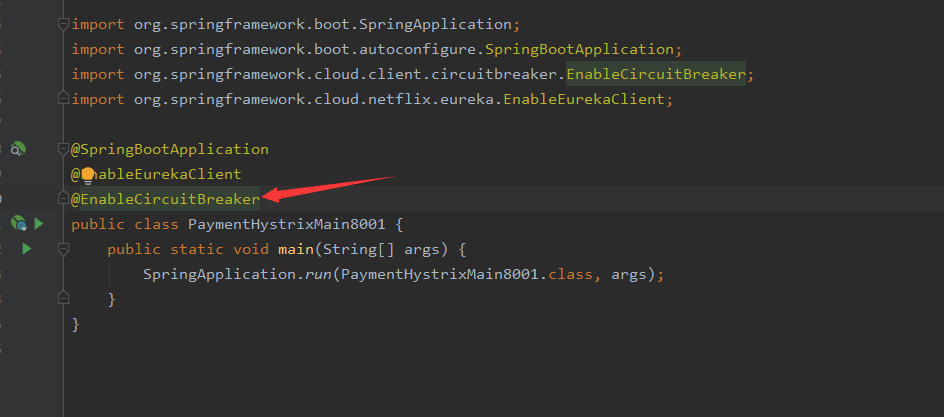 import org.springframework.boot.SpringApplication;
import org.springframework.boot.autoconfigure.SpringBootApplication;
import org.springframework.cloud.client.circuitbreaker.EnableCircuitBreaker;
import org.springframework.cloud.netflix.eureka.EnableEurekaClient;
@SpringBootApplication
@EnableEurekaClient
@EnableCircuitBreaker
public class PaymentHystrixMain8001 {
public static void main(String[] args) {
SpringApplication.run(PaymentHystrixMain8001.class, args);
}
}